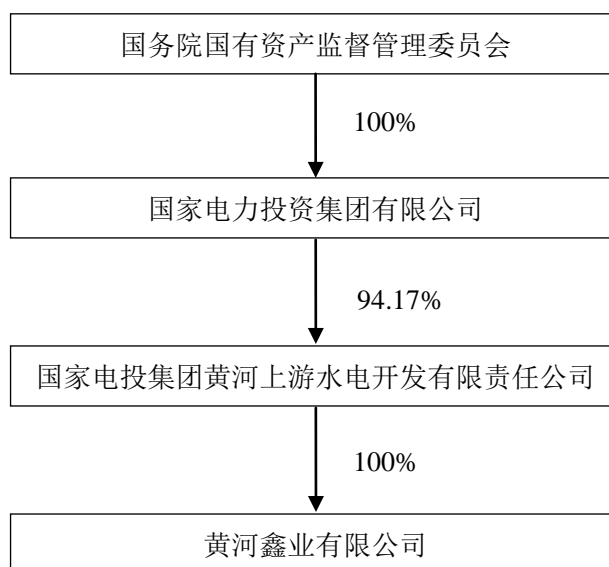 国务院国有资产监督管理委员会
100%
国家电力投资集团有限公司
94.17%
国家电投集团黄河上游水电开发有限责任公司
100%
黄河鑫业有限公司